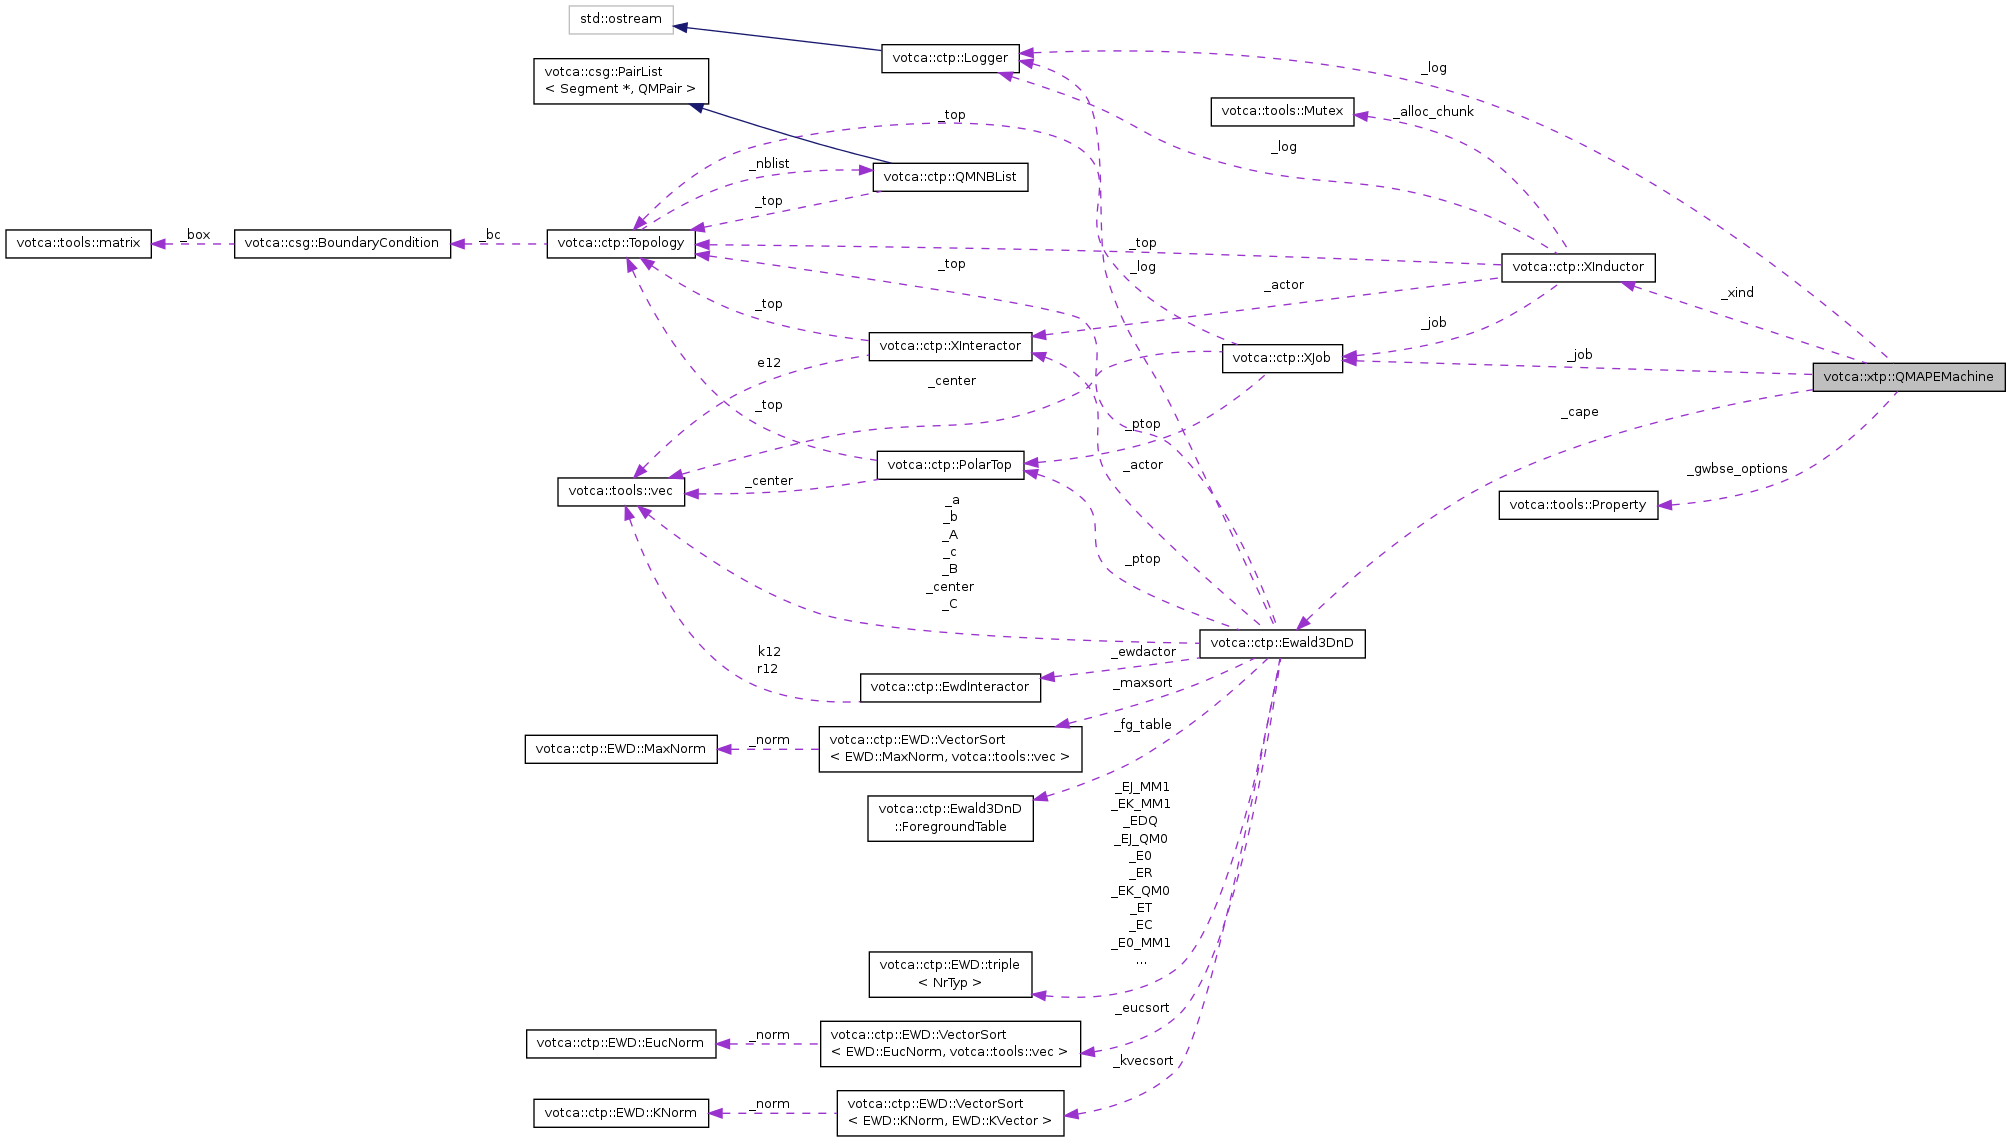 std::ostream
votca::ctp::Logger
_log
votca::csg::PairList
< Segment *, QMPair >
votca::tools::Mutex
_alloc_chunk
_top
_log
_nblist
votca::ctp::QMNBList
_top
votca::tools::matrix
_box
votca::csg::BoundaryCondition
_bc
votca::ctp::Topology
_top
_top
_log
votca::ctp::XInductor
_actor
_xind
_top
_job
votca::ctp::XInteractor
votca::ctp::XJob
_job
e12
_center
votca::xtp::QMAPEMachine
_top
_cape
_ptop
votca::ctp::PolarTop
_actor
_gwbse_options
_center
votca::tools::vec
votca::tools::Property
_a
_b
_A
_c
_B
_center
_C
_ptop
votca::ctp::Ewald3DnD
k12
r12
_ewdactor
votca::ctp::EwdInteractor
_maxsort
_fg_table
votca::ctp::EWD::MaxNorm
_norm
votca::ctp::EWD::VectorSort
< EWD::MaxNorm, votca::tools::vec >
votca::ctp::Ewald3DnD
::ForegroundTable
_EJ_MM1
_EK_MM1
_EDQ
_EJ_QM0
_E0
_ER
_EK_QM0
_ET
_EC
_E0_MM1
...
votca::ctp::EWD::triple
< NrTyp >
_eucsort
votca::ctp::EWD::EucNorm
_norm
votca::ctp::EWD::VectorSort
< EWD::EucNorm, votca::tools::vec >
_kvecsort
votca::ctp::EWD::KNorm
_norm
votca::ctp::EWD::VectorSort
< EWD::KNorm, EWD::KVector >